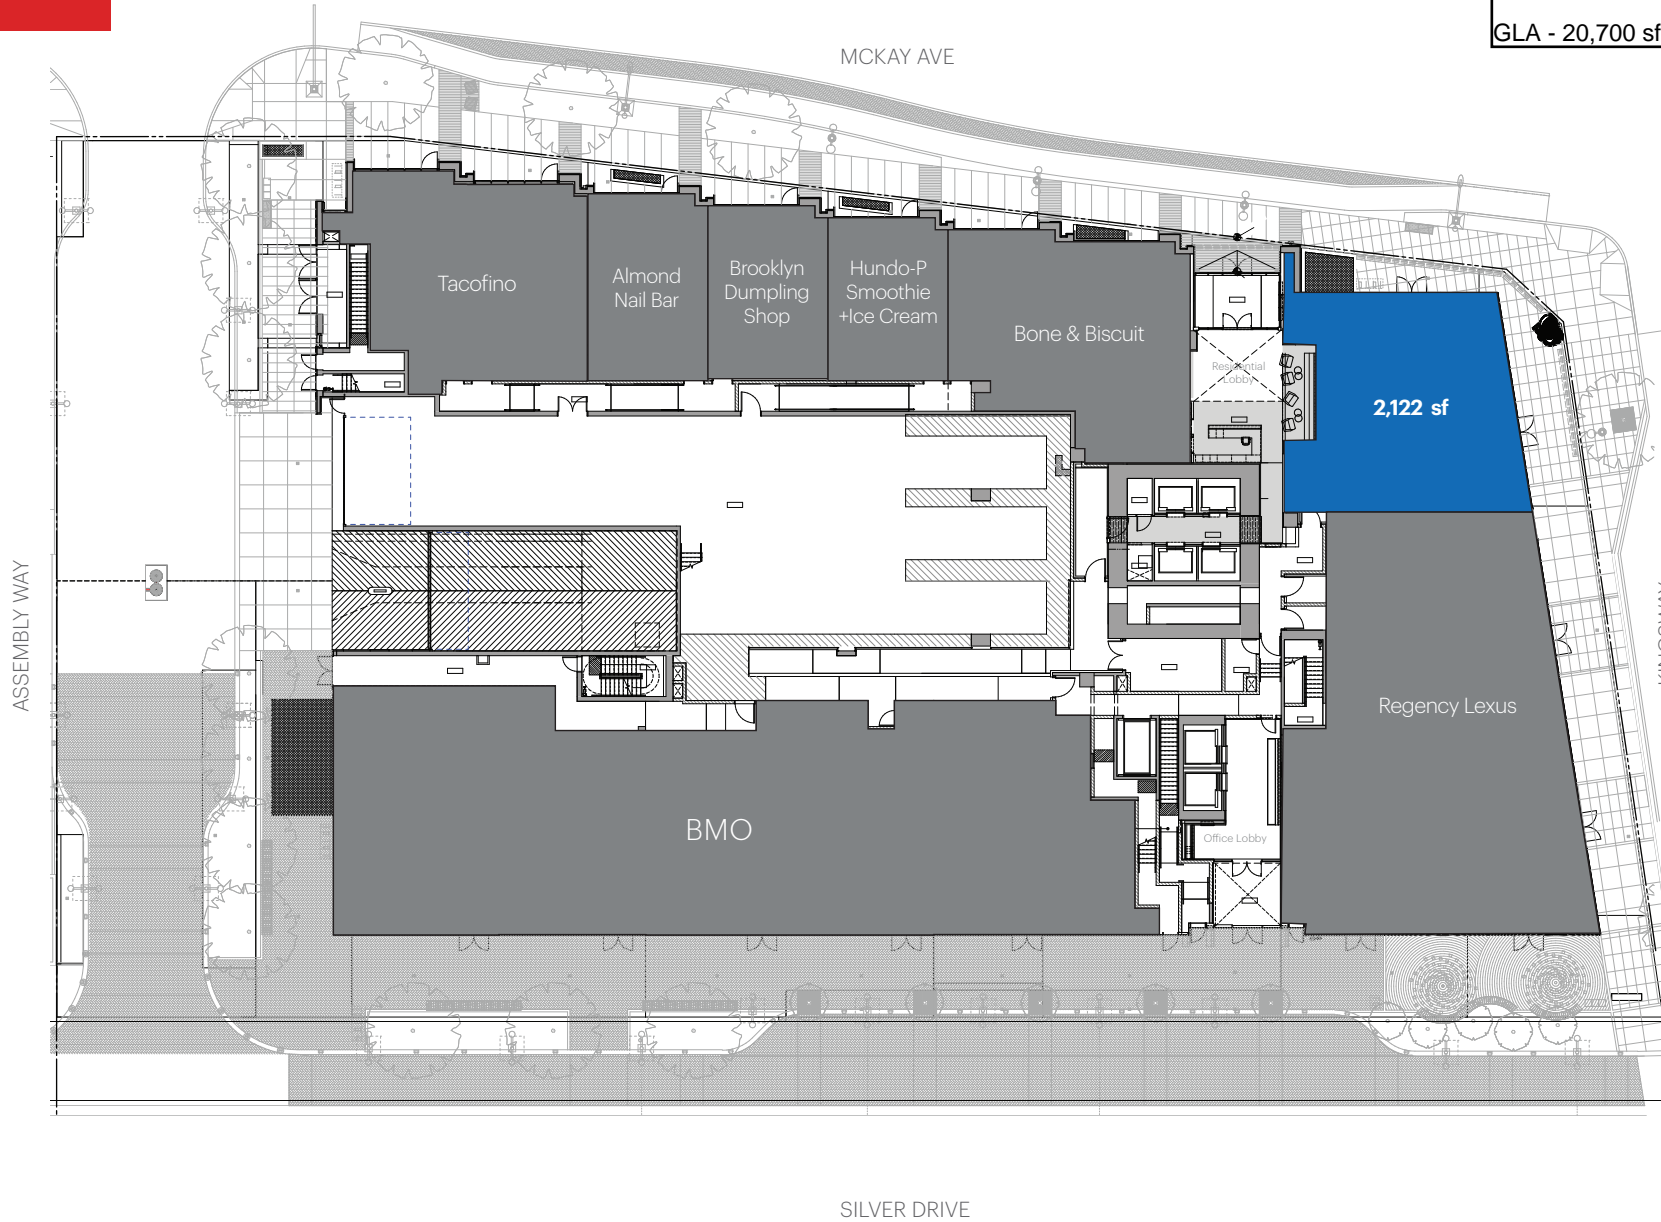 GLA - 20,700 sf
MCKAY AVE
Tacofino
Almond
Nail Bar
Brooklyn
Dumpling
Shop
Hundo-P
Smoothie
+Ice Cream
Bone & Biscuit
Residential
Lobby
2,122 sf
ASSEMBLY WAY
KINGSWAY
Regency Lexus
BMO
Office Lobby
SILVER DRIVE